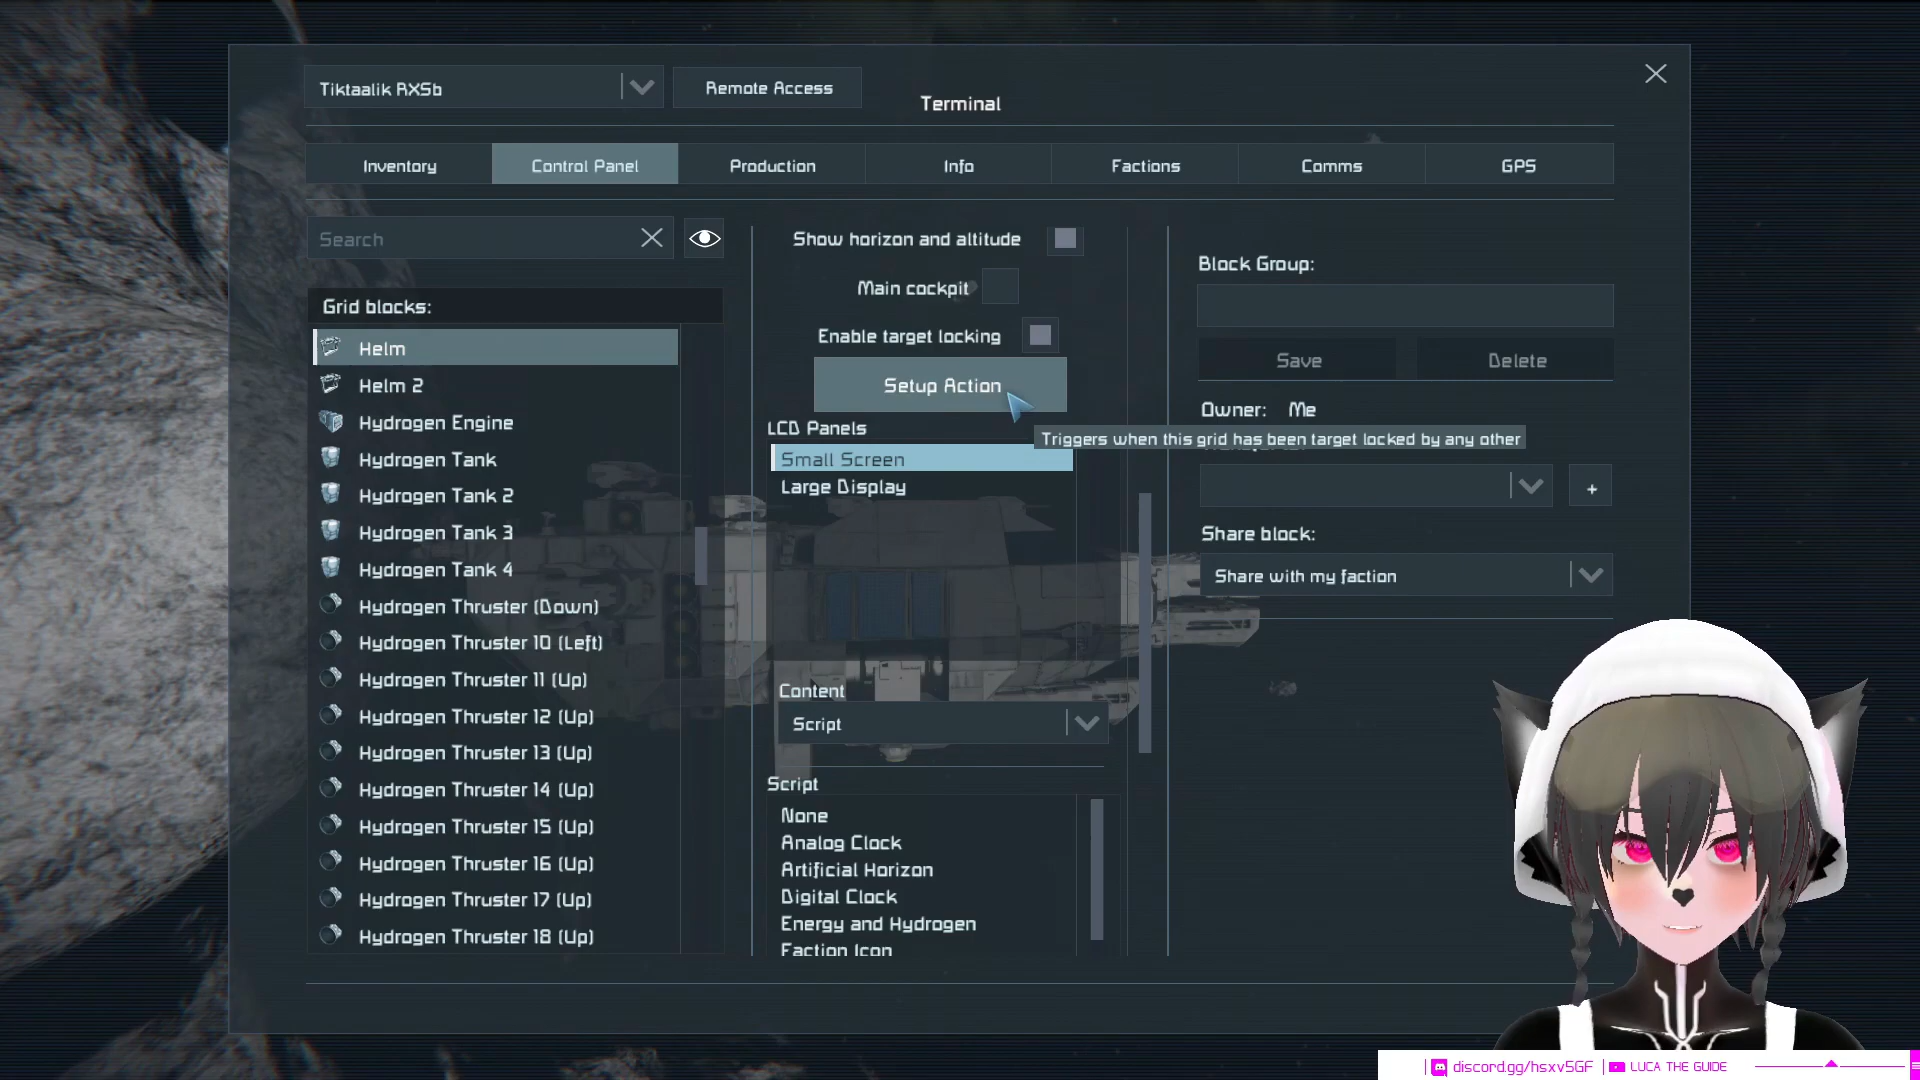 Tiktaalik RXSb
Remote Access
Terminal
Inventory
Control Panel
Production
Info
Factions
Comms
GPS
Search
Grid blocks:
Helm
Helm 2
Hydrogen Engine
Hydrogen Tank
Hydrogen Tank 2
Hydrogen Tank 3
Hydrogen Tank 4
Hydrogen Thruster (Down)
Hydrogen Thruster 10 (Left)
Hydrogen Thruster 11 (Up)
Hydrogen Thruster 12 (Up)
Hydrogen Thruster 13 (Up)
Hydrogen Thruster 14 (Up)
Hydrogen Thruster 15 (Up)
Hydrogen Thruster 16 (Up)
Hydrogen Thruster 17 (Up)
Hydrogen Thruster 18 (Up)
Show horizon and altitude
Main cockpit
Enable target locking
Setup Action
Triggers when this grid has been target locked by any other
LCD Panels
Small Screen
Large Display
Content
Script
Script
None
Analog Clock
Artificial Horizon
Digital Clock
Energy and Hydrogen
Faction Icon
Block Group:
Save
Delete
Owner: Me
+
Share block:
Share with my faction
discord.gg/hsxv5GF
LUCA THE GUIDE